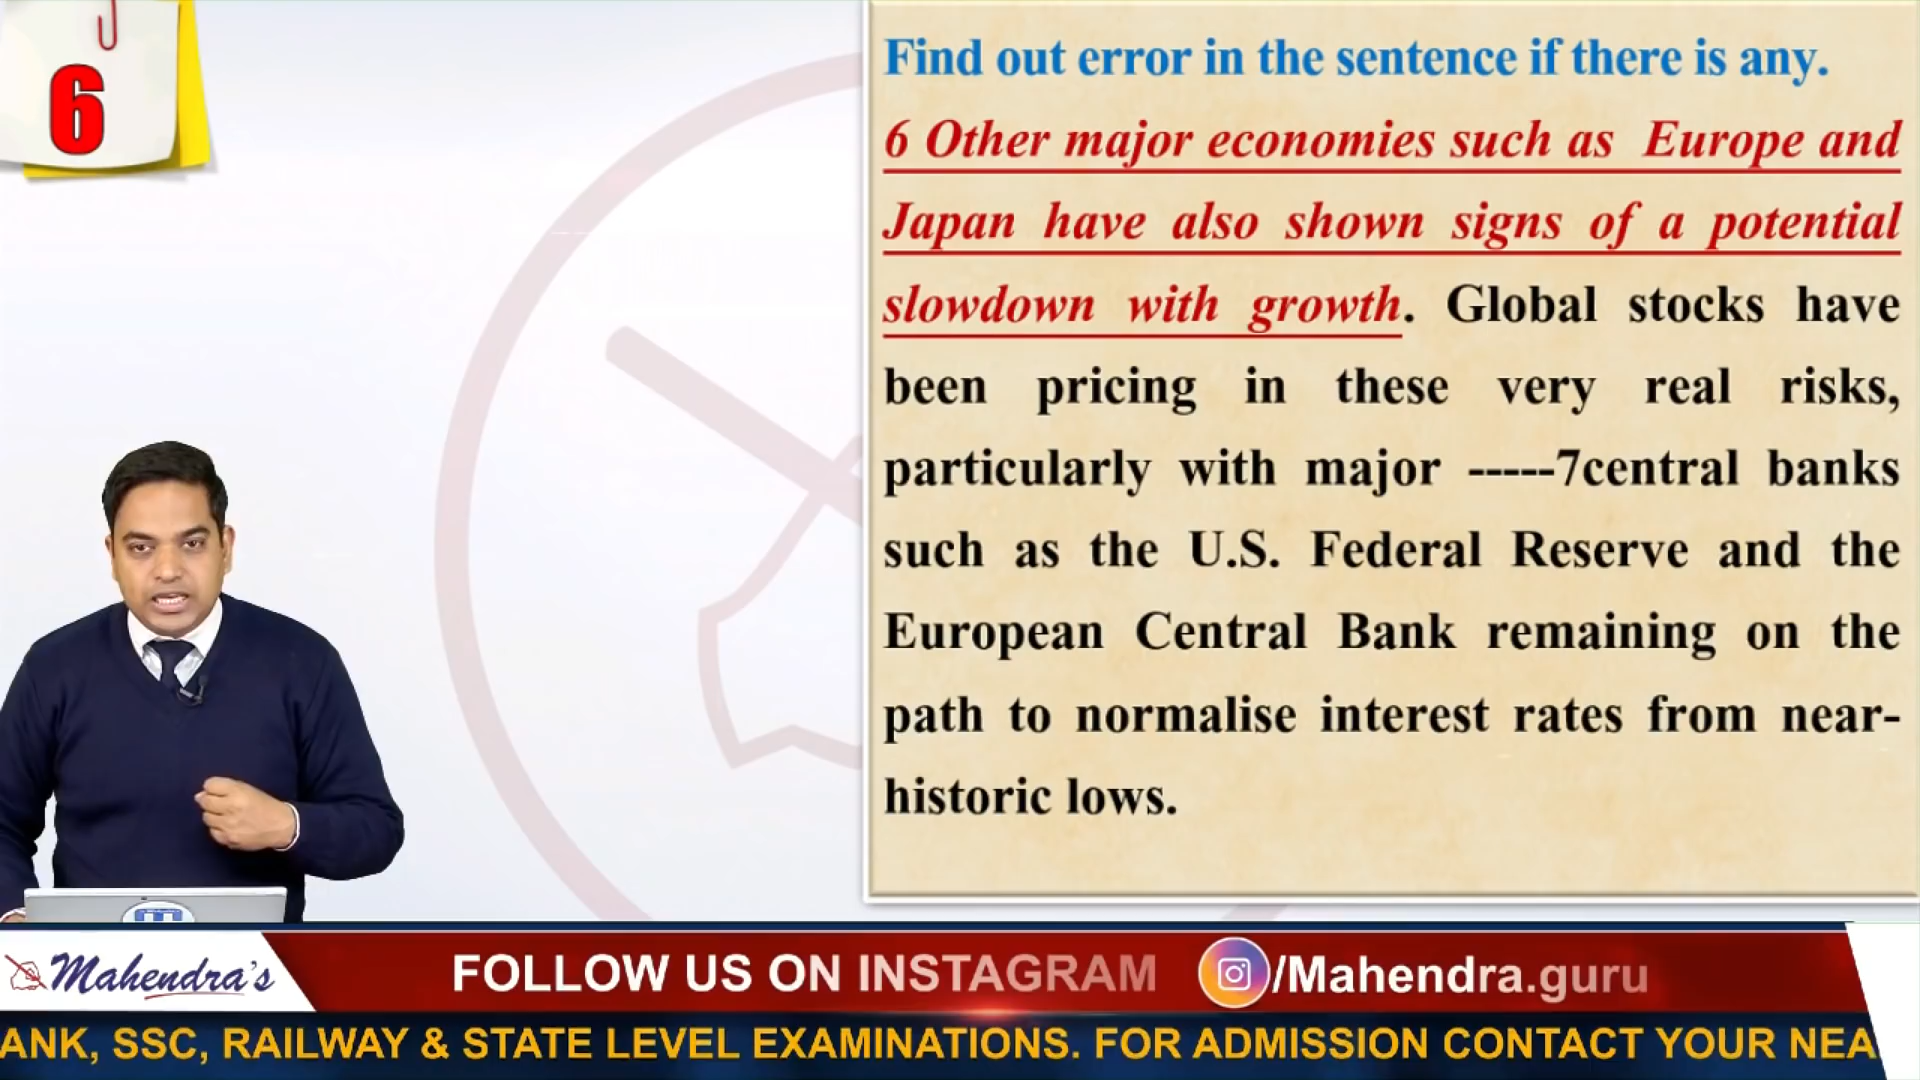 6
Find out error in the sentence if there is any.
6 Other major economies such as Europe and
Japan have also shown signs of a potential
slowdown with growth. Global stocks have
been pricing in these very real risks,
particularly with major -----7central banks
such as the U.S. Federal Reserve and the
European Central Bank remaining on the
path to normalise interest rates from near-
historic lows.
Mahendra's
FOLLOW US ON INSTAGRAM /Mahendra.guru
ANK, SSC, RAILWAY & STATE LEVEL EXAMINATIONS. FOR ADMISSION CONTACT YOUR NEA